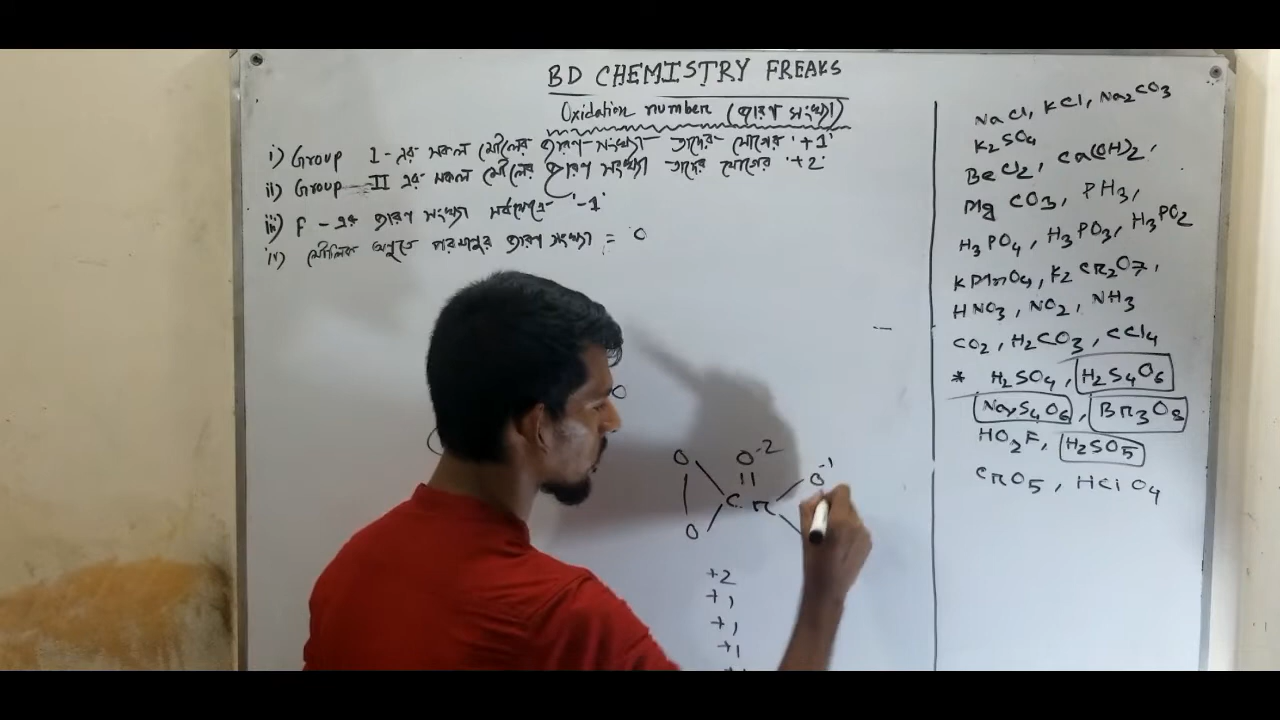 BD CHEMISTRY FREAKS
Oxidation number (জারণ সংখ্যা)
i) Group I-এর সকল মৌলের জারণ সংখ্যা তাদের যৌগের '+1'
ii) Group II এর সকল মৌলের জারণ সংখ্যা তাদের যৌগের '+2'
iii) F-এর জারণ সংখ্যা সর্বক্ষেত্রে '-1'
iv) মৌলিক অনুতে পরমানুর জারণ সংখ্যা = 0
O
O O⁻² O⁻¹
Cr
O
+2
+1
+1
+1
NaCl, KCl, Na2CO3
K2SO4
BeCl2, Ca(OH)2,
MgCO3, PH3,
H3PO4, H3PO3, H3PO2
KMnO4, K2Cr2O7,
HNO3, NO2, NH3
CO2, H2CO3, CCl4
* H2SO4, H2S4O6
Na2S4O6, Br3O8
HO2F, H2SO5
CrO5, HClO4